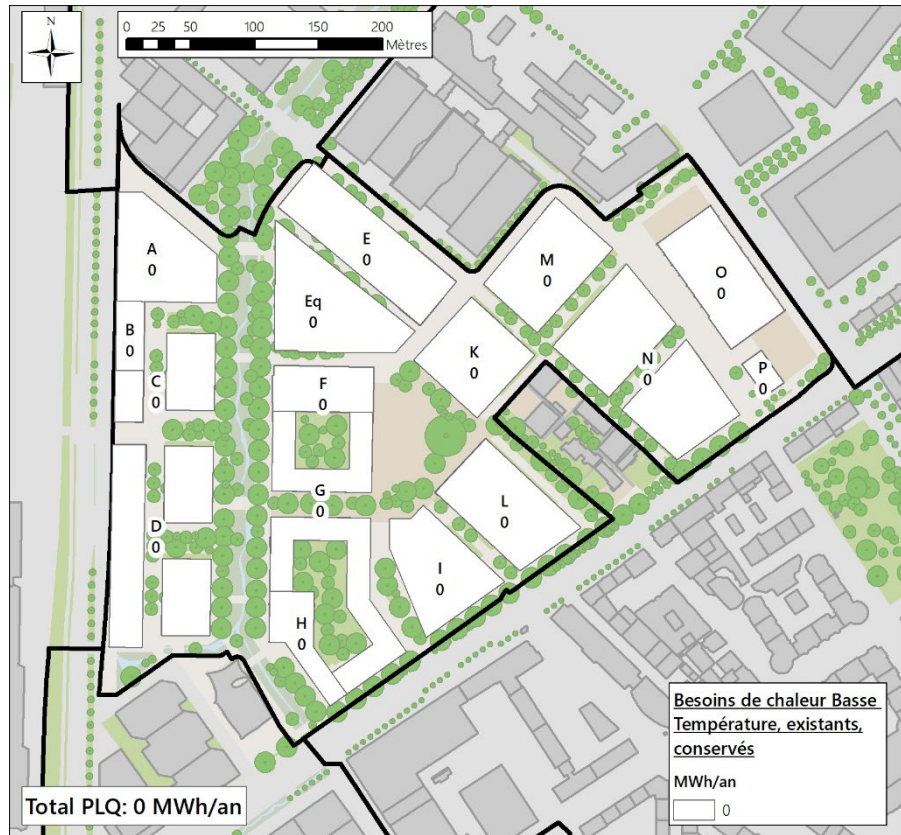 N
0 25 50 100 150 200
Mètres
A
0
B
0
C
0
D
0
E
0
Eq
0
F
0
G
0
H
0
I
0
K
0
L
0
M
0
N
0
O
0
P
0
Besoins de chaleur Basse
Température, existants,
conservés
MWh/an
0
Total PLQ: 0 MWh/an